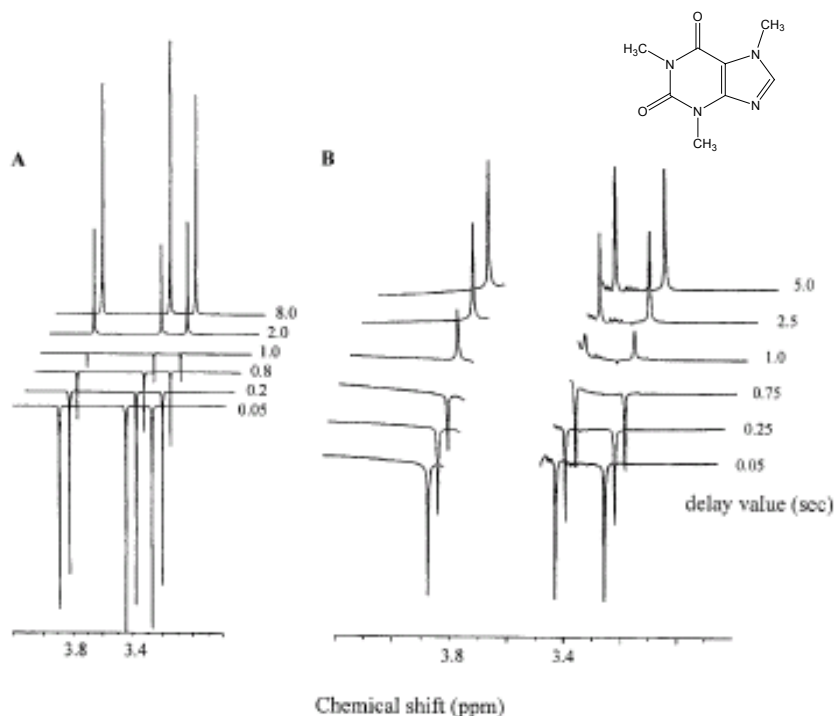 O
CH₃
H₃C
N
N
O
N
N
CH₃
A
B
8.0
2.0
1.0
0.8
0.2
0.05
5.0
2.5
1.0
0.75
0.25
0.05
delay value (sec)
3.8 3.4
3.8 3.4
Chemical shift (ppm)